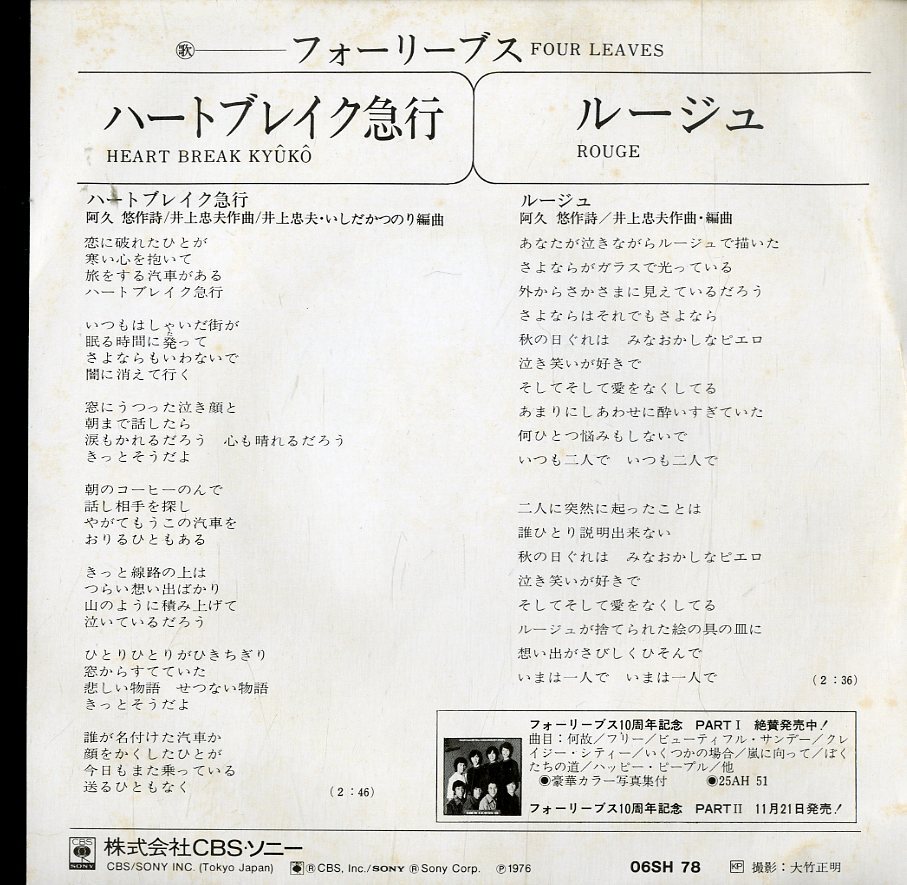 歌 フォーリーブス FOUR LEAVES
ハートブレイク急行
HEART BREAK KYÛKÔ
ルージュ
ROUGE
ハートブレイク急行
阿久 悠作詩/井上忠夫作曲/井上忠夫・いしだかつのり編曲
恋に破れたひとが
寒い心を抱いて
旅をする汽車がある
ハートブレイク急行
いつもはしゃいだ街が
眠る時間に発って
さよならもいわないで
闇に消えて行く
窓にうつった泣き顔と
朝まで話したら
涙もかれるだろう 心も晴れるだろう
きっとそうだよ
朝のコーヒーのんで
話し相手を探し
やがてもうこの汽車を
おりるひともある
きっと線路の上は
つらい想い出ばかり
山のように積み上げて
泣いているだろう
ひとりひとりがひきちぎり
窓からすてていた
悲しい物語 せつない物語
きっとそうだよ
誰が名付けた汽車か
顔をかくしたひとが
今日もまた乗っている
送るひともなく
(2:46)
ルージュ
阿久 悠作詩/井上忠夫作曲・編曲
あなたが泣きながらルージュで描いた
さよならがガラスで光っている
外からさかさまに見えているだろう
さよならはそれでもさよなら
秋の日ぐれは みなおかしなピエロ
泣き笑いが好きで
そしてそして愛をなくしてる
あまりにしあわせに酔いすぎていた
何ひとつ悩みもしないで
いつも二人で いつも二人で
二人に突然に起ったことは
誰ひとり説明出来ない
秋の日ぐれは みなおかしなピエロ
泣き笑いが好きで
そしてそして愛をなくしてる
ルージュが捨てられた絵の具の皿に
想い出がさびしくひそんで
いまは一人で いまは一人で
(2:36)
フォーリーブス10周年記念 PART I 絶賛発売中!
曲目:何故/フリー/ビューティフル・サンデー/クレ
イジー・シティー/いくつかの場合/嵐に向って/ぼく
たちの道/ハッピー・ピープル/他
●豪華カラー写真集付 ●25AH 51
フォーリーブス10周年記念 PART II 11月21日発売!
CBS SONY 株式会社CBS・ソニー
CBS/SONY INC. (Tokyo Japan) ®CBS, Inc./SONY ®Sony Corp. Ⓟ1976 06SH 78 KP 撮影:大竹正明